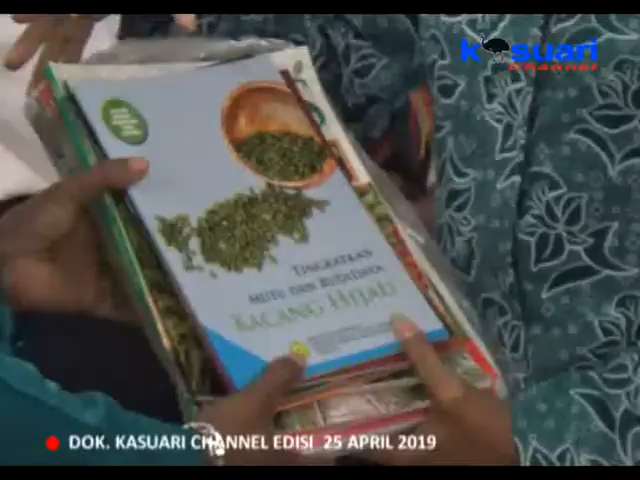 kasuari
channel
TINGKATKAN
MUTU DAN BUDIDAYA
KACANG HIJAU
DOK. KASUARI CHANNEL EDISI 25 APRIL 2019